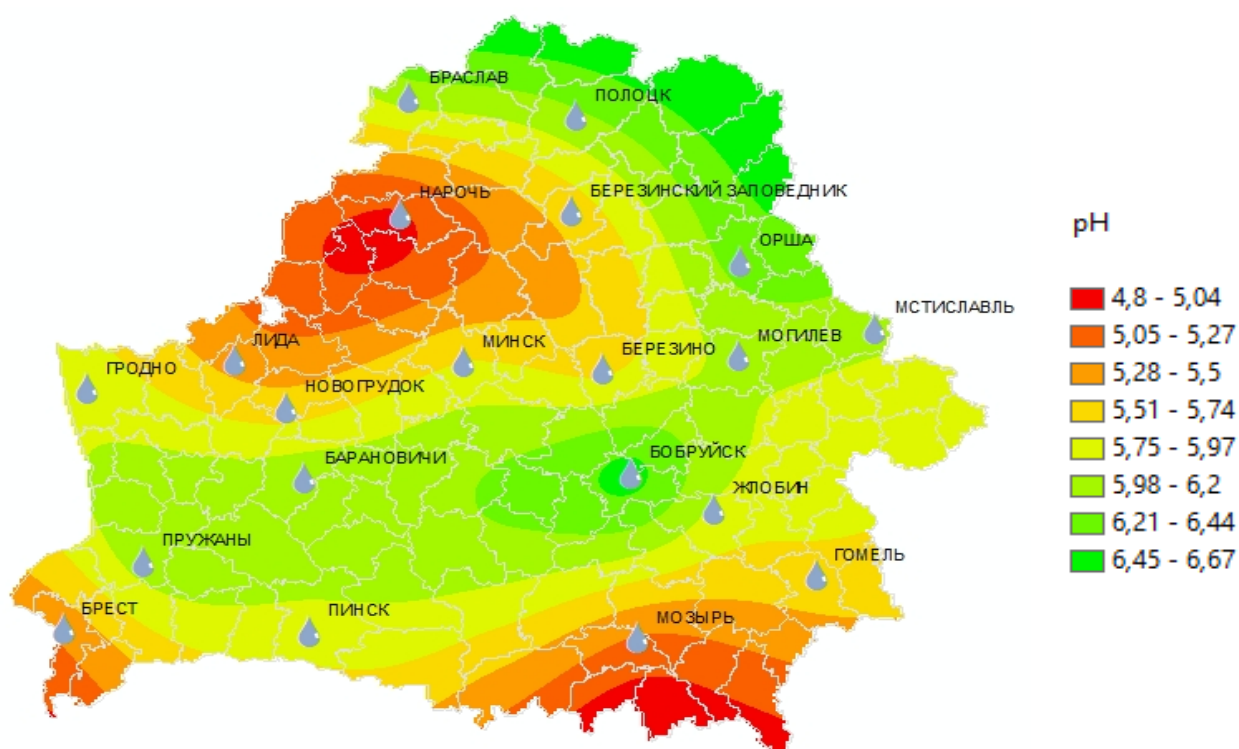 БРАСЛАВ
ПОЛОЦК
НАРОЧЬ
БЕРЕЗИНСКИЙ ЗАПОВЕДНИК
ОРША
МСТИСЛАВЛЬ
ЛИДА
МИНСК
БЕРЕЗИНО
МОГИЛЕВ
ГРОДНО
НОВОГРУДОК
БАРАНОВИЧИ
БОБРУЙСК
ЖЛОБИН
ПРУЖАНЫ
ГОМЕЛЬ
БРЕСТ
ПИНСК
МОЗЫРЬ
pH
4,8 - 5,04
5,05 - 5,27
5,28 - 5,5
5,51 - 5,74
5,75 - 5,97
5,98 - 6,2
6,21 - 6,44
6,45 - 6,67